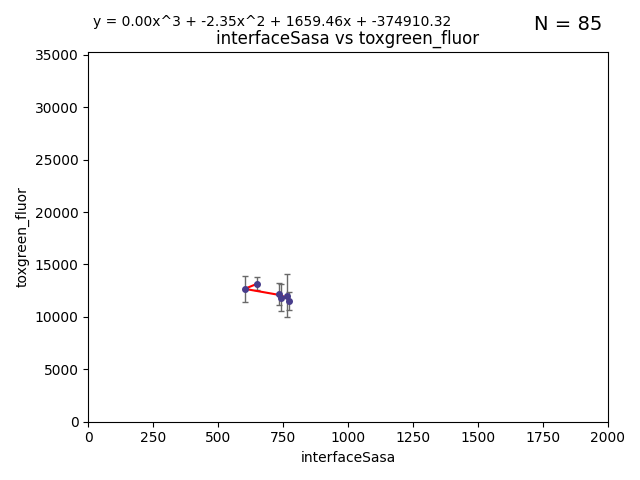 y = 0.00x^3 + -2.35x^2 + 1659.46x + -374910.32
N = 85
interfaceSasa vs toxgreen_fluor
35000
30000
25000
20000
15000
10000
5000
0
toxgreen_fluor
0 250 500 750 1000 1250 1500 1750 2000
interfaceSasa